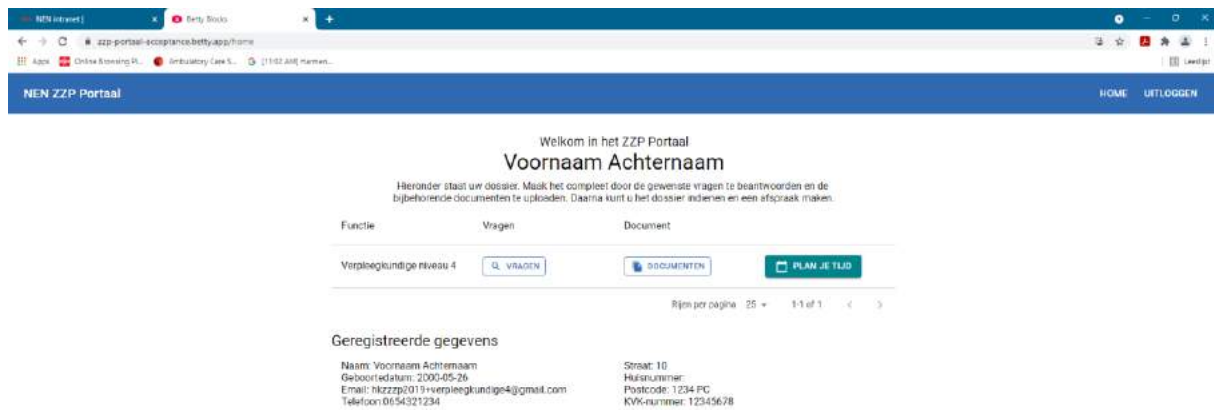 NEN intranet |
Betty Blocks
zzp-portaal-acceptance.betty.app/home
Apps
Ambulatory Care S...
Leeslijst
NEN ZZP Portaal HOME UITLOGGEN
Welkom in het ZZP Portaal
Voornaam Achternaam
Hieronder staat uw dossier. Maak het compleet door de gewenste vragen te beantwoorden en de
bijbehorende documenten te uploaden. Daarna kunt u het dossier indienen en een afspraak maken.
Functie Vragen Document
Verpleegkundige niveau 4 VRAGEN DOCUMENTEN PLAN JE TIJD
Rijen per pagina 25 1-1 of 1
Geregistreerde gegevens
Naam: Voornaam Achternaam Straat: 10
Geboortedatum: 2000-05-26 Huisnummer:
Email: hkzzzp2019+verpleegkundige4@gmail.com Postcode: 1234 PC
Telefoon:0654321234 KVK-nummer: 12345678